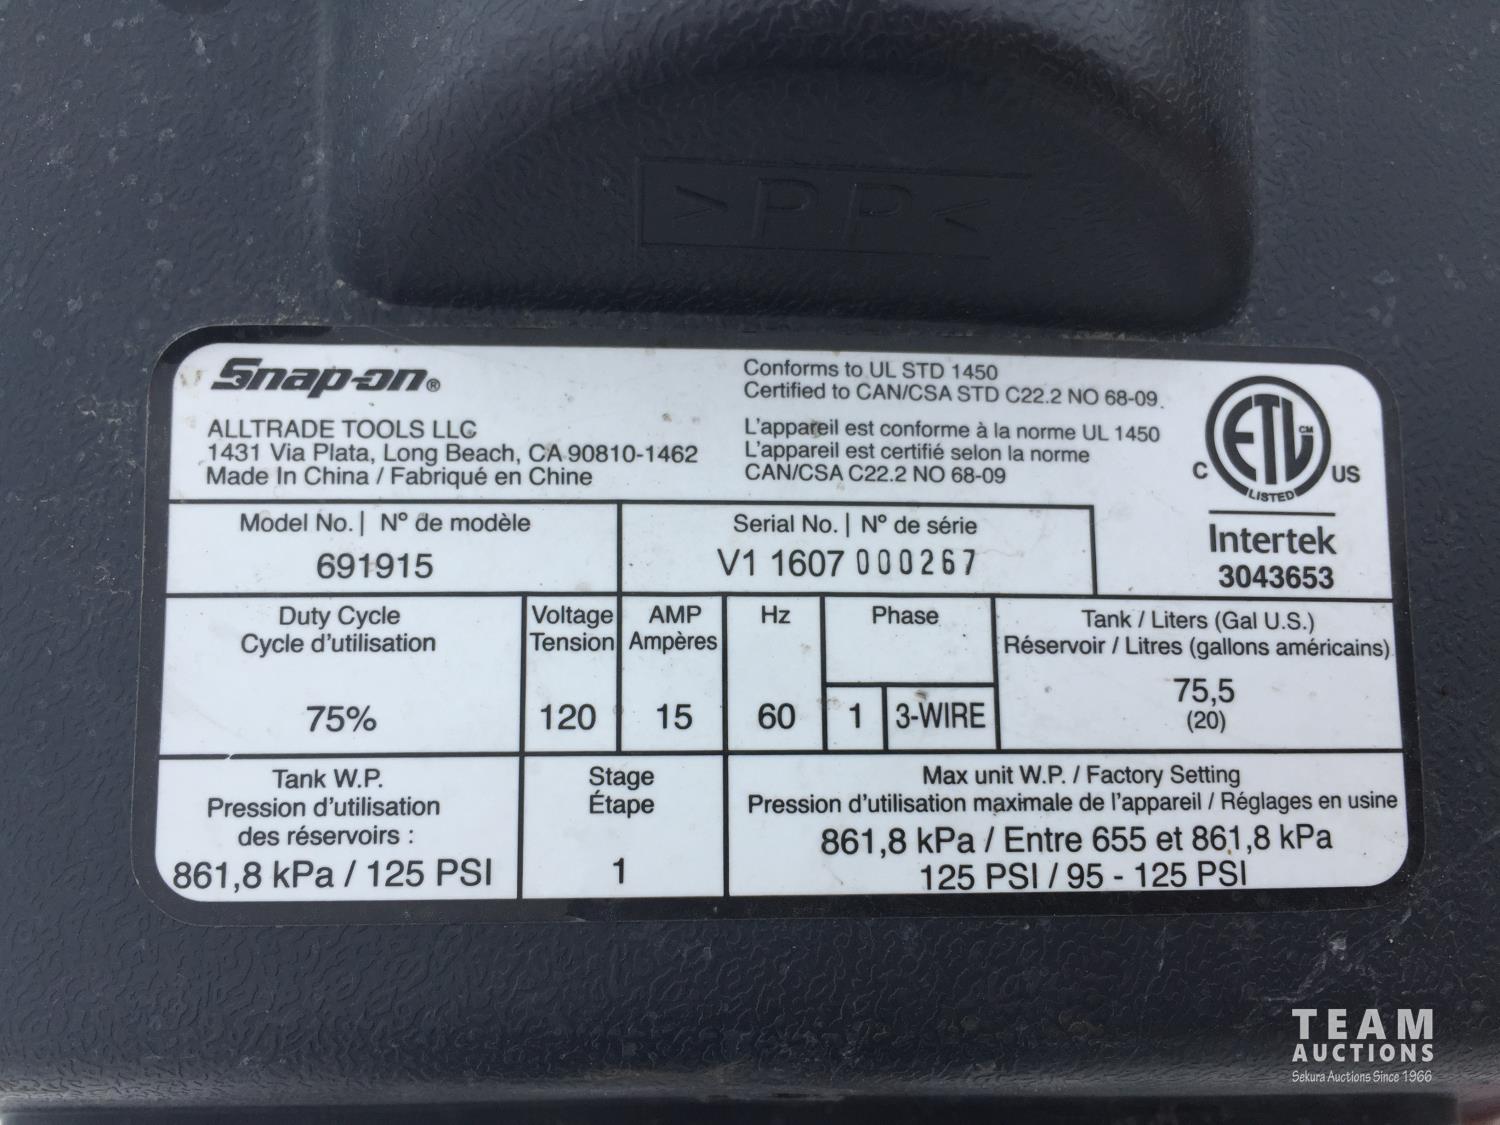 >PP<
Snap-on®
ALLTRADE TOOLS LLC
1431 Via Plata, Long Beach, CA 90810-1462
Made In China / Fabriqué en Chine
Conforms to UL STD 1450
Certified to CAN/CSA STD C22.2 NO 68-09.
L'appareil est conforme à la norme UL 1450
L'appareil est certifié selon la norme
CAN/CSA C22.2 NO 68-09
ETL CM
LISTED
C US
Intertek
3043653
Model No. | N° de modèle
691915
Serial No. | N° de série
V1 1607 000267
Duty Cycle
Cycle d'utilisation
75%
Voltage
Tension
120
AMP
Ampères
15
Hz
60
Phase
1 3-WIRE
Tank / Liters (Gal U.S.)
Réservoir / Litres (gallons américains)
75,5
(20)
Tank W.P.
Pression d'utilisation
des réservoirs :
861,8 kPa / 125 PSI
Stage
Étape
1
Max unit W.P. / Factory Setting
Pression d'utilisation maximale de l'appareil / Réglages en usine
861,8 kPa / Entre 655 et 861,8 kPa
125 PSI / 95 - 125 PSI
TEAM
AUCTIONS
Sekura Auctions Since 1966